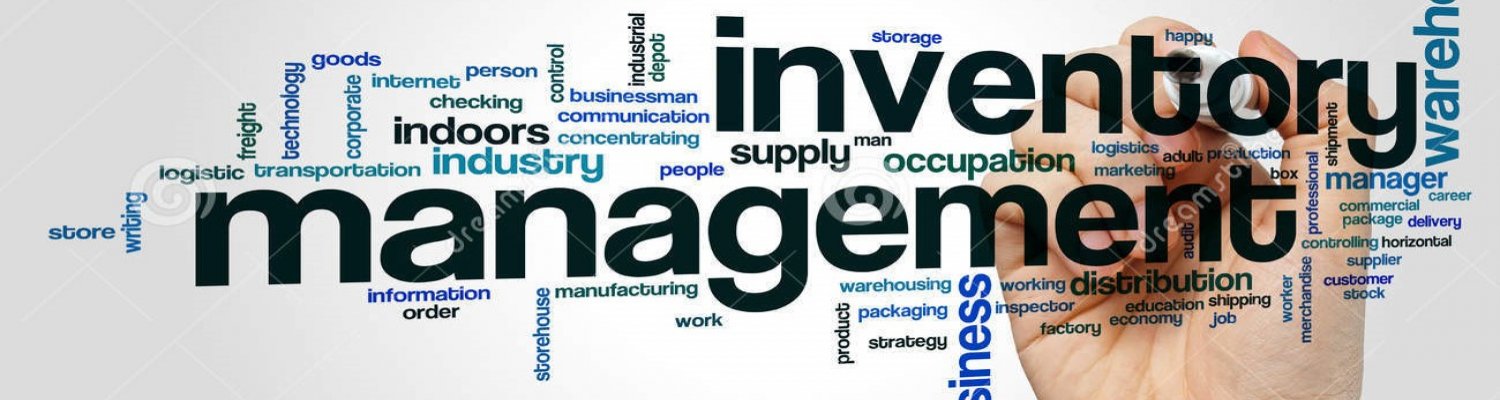 inventory
management
storage
happy
wareho
industrial
depot
control
goods
person
internet
technology
corporate
checking
businessman
communication
concentrating
freight
indoors
industry
supply
man
occupation
logistics
adult production
marketing
box
shipment
professional
manager
career
commercial
package delivery
controlling horizontal
supplier
customer
stock
logistic transportation
people
store
writing
information
order
storehouse
manufacturing
work
warehousing
packaging
product
strategy
siness
working
inspector
distribution
audit
education shipping
economy job
factory
worker
merchandise
dreamstime